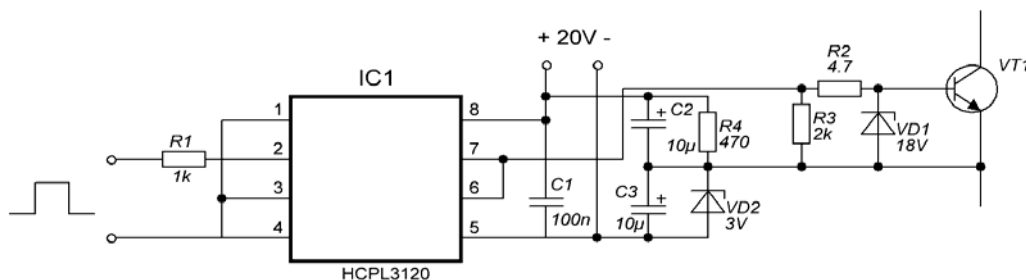 + 20V -
IC1
HCPL3120
1
2
3
4
8
7
6
5
R1
1k
C1
100n
C2
10µ
C3
10µ
R4
470
VD2
3V
R3
2k
R2
4.7
VD1
18V
VT1
+
+